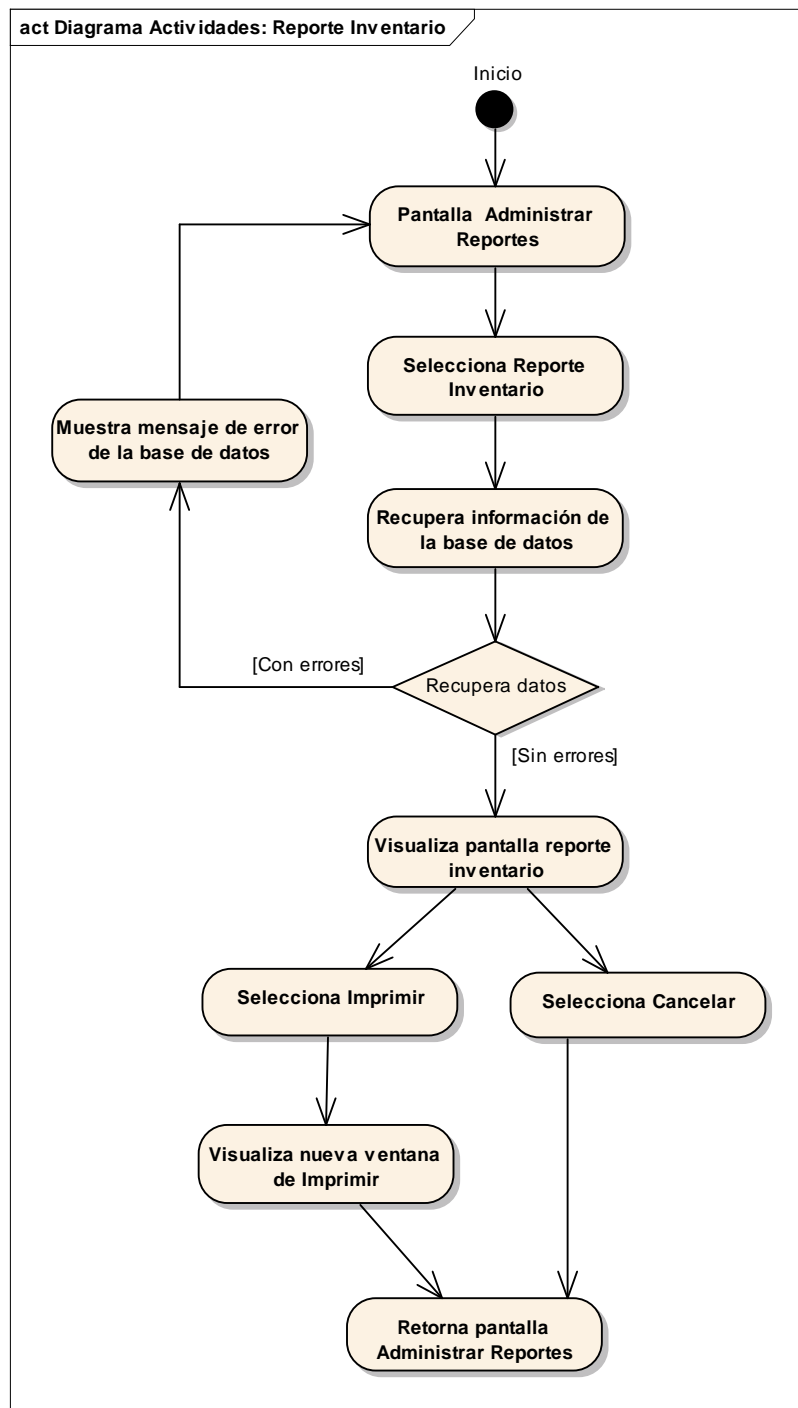 act Diagrama Actividades: Reporte Inventario
Inicio
Pantalla Administrar
Reportes
Selecciona Reporte
Inventario
Muestra mensaje de error
de la base de datos
Recupera información de
la base de datos
[Con errores]
Recupera datos
[Sin errores]
Visualiza pantalla reporte
inventario
Selecciona Imprimir
Selecciona Cancelar
Visualiza nueva ventana
de Imprimir
Retorna pantalla
Administrar Reportes